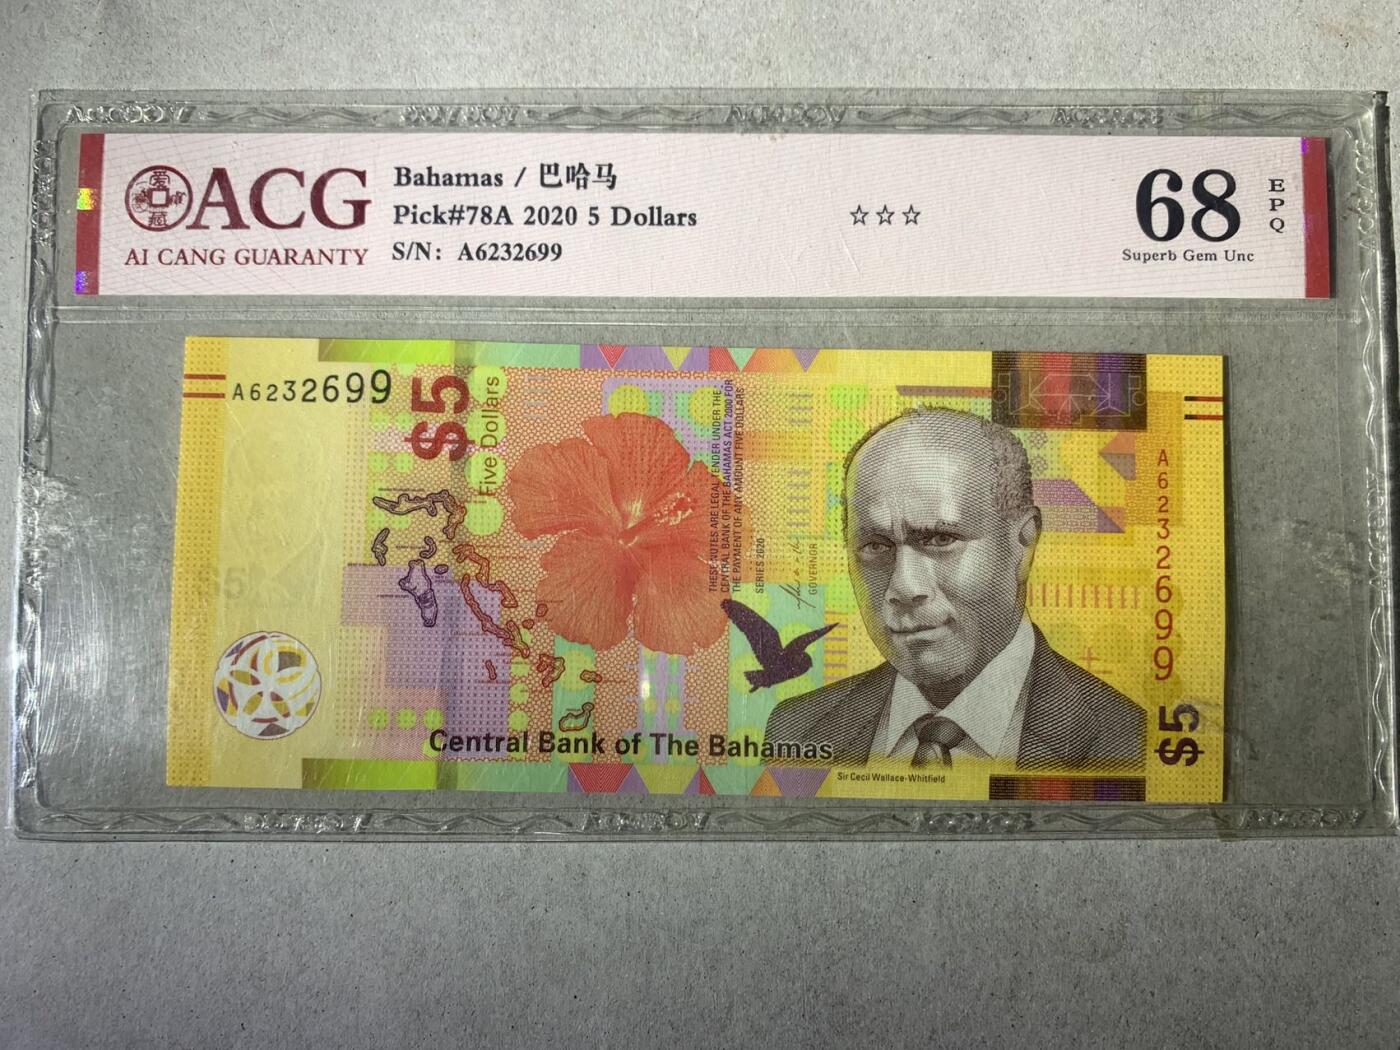 ACG
AI CANG GUARANTY
Bahamas / 巴哈马
Pick#78A 2020 5 Dollars
S/N: A6232699
☆☆☆
68
EPQ
Superb Gem Unc
A6232699
$5
Five Dollars
THESE NOTES ARE LEGAL TENDER UNDER THE
CENTRAL BANK OF THE BAHAMAS ACT 2000 FOR
THE PAYMENT OF ANY AMOUNT FIVE DOLLARS
SERIES 2020
GOVERNOR
A6232699
$5
Central Bank of The Bahamas
Sir Cecil Wallace-Whitfield